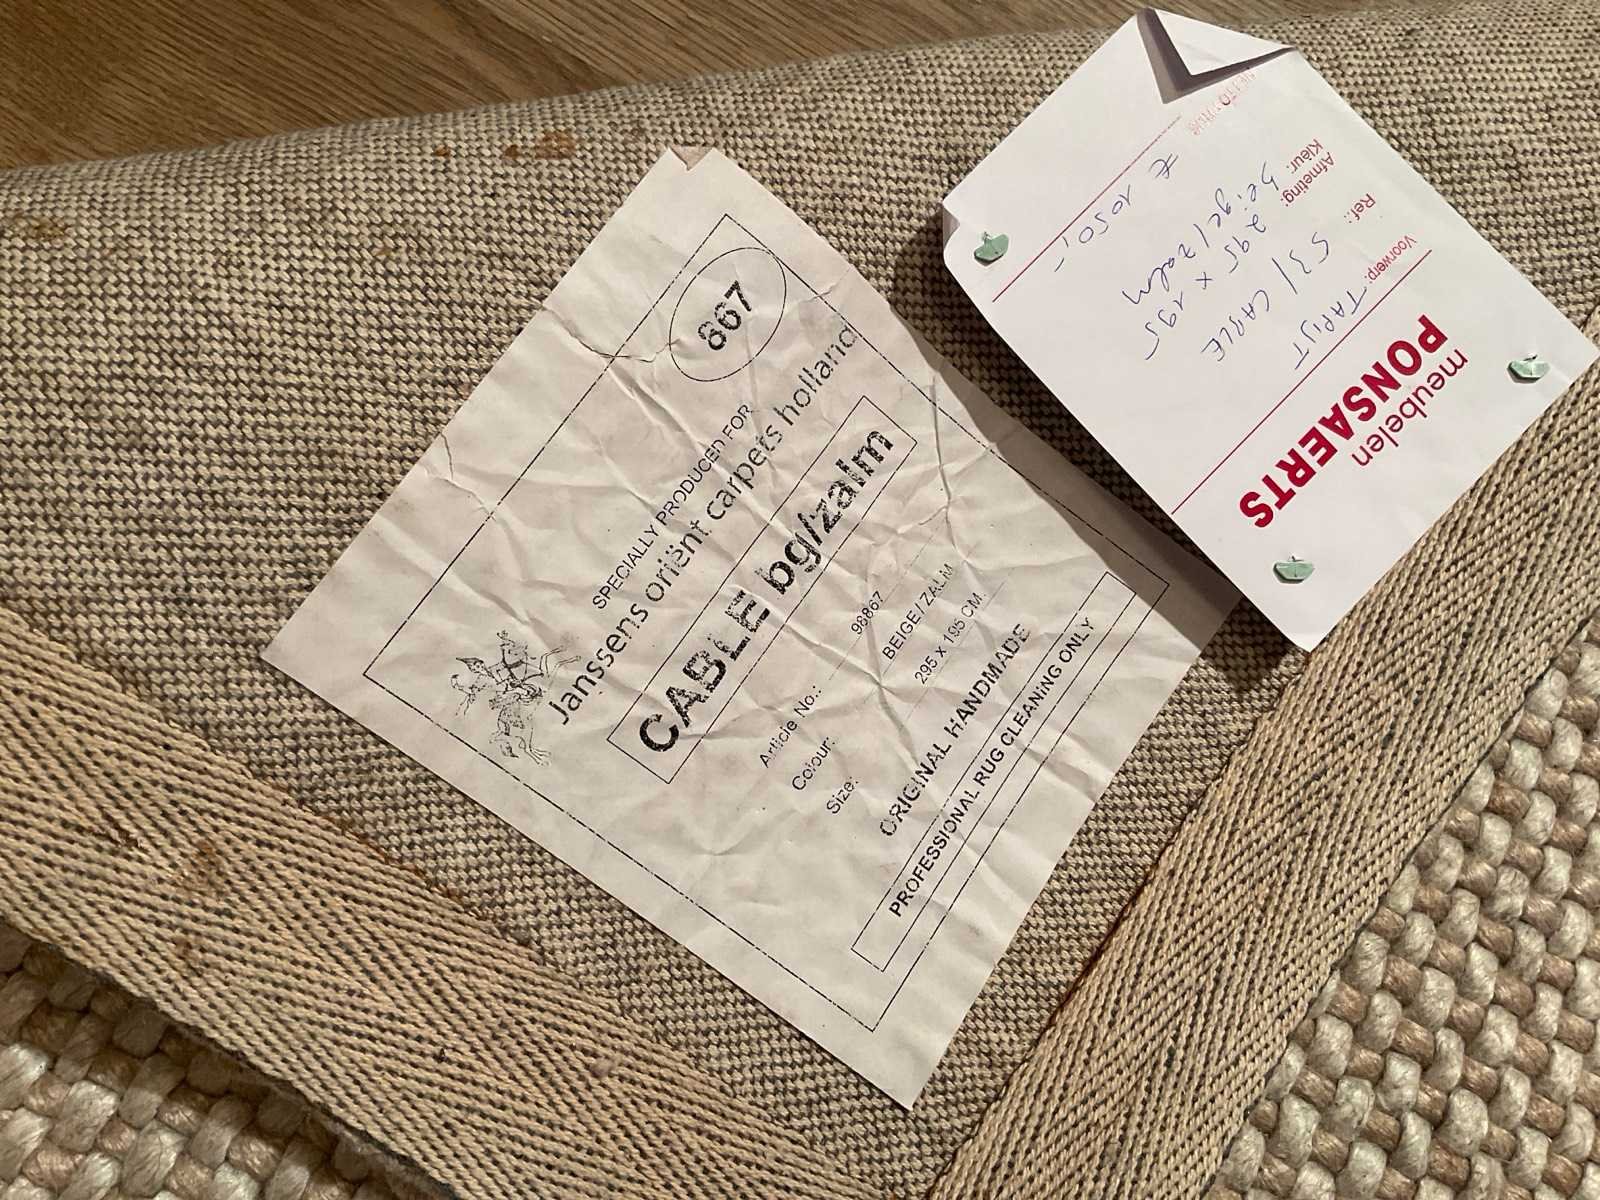 867
SPECIALLY PRODUCED FOR
Janssens oriënt carpets holland
CABLE bg/zalm
Article No.: 98867
Colour: BEIGE/ZALM
Size: 295 x 195 CM.
ORIGINAL HANDMADE
PROFESSIONAL RUG CLEANING ONLY
meubelen
PONSAERTS
Voorwerp: TAPIJT
Ref.: 531 CABLE
Afmeting: 295 x 195
Kleur: beige/zalm
€ 1050,-